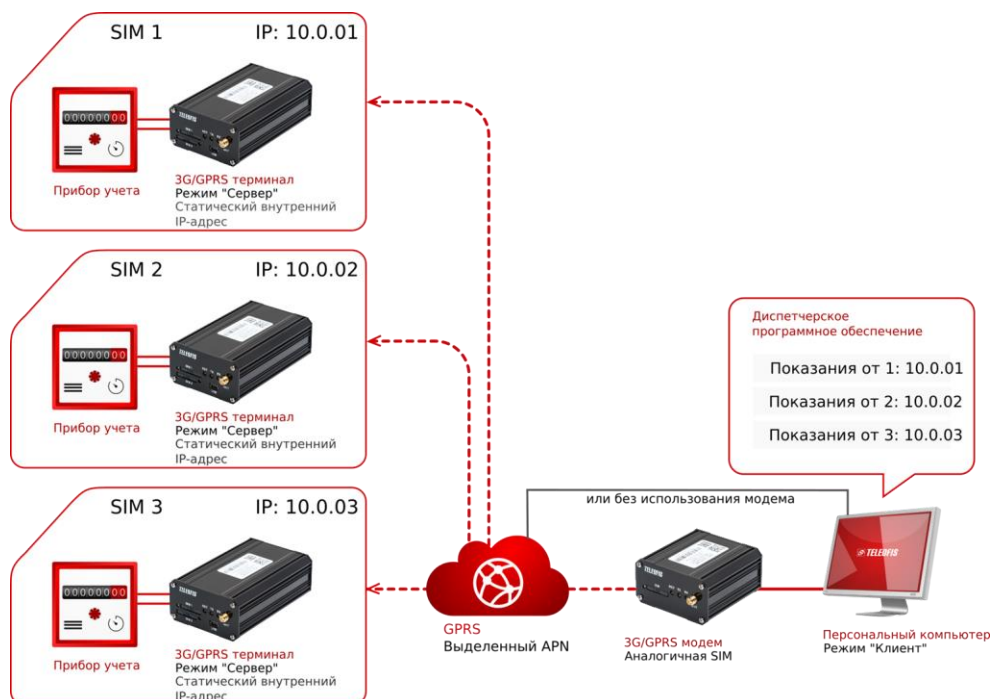 SIM 1 IP: 10.0.01
TELEOFIS
Прибор учета
3G/GPRS терминал
Режим "Сервер"
Статический внутренний
IP-адрес
SIM 2 IP: 10.0.02
TELEOFIS
Прибор учета
3G/GPRS терминал
Режим "Сервер"
Статический внутренний
IP-адрес
SIM 3 IP: 10.0.03
TELEOFIS
Прибор учета
3G/GPRS терминал
Режим "Сервер"
Статический внутренний
IP-адрес
Диспетчерское
программное обеспечение
Показания от 1: 10.0.01
Показания от 2: 10.0.02
Показания от 3: 10.0.03
или без использования модема
GPRS
Выделенный APN
TELEOFIS
3G/GPRS модем
Аналогичная SIM
TELEOFIS
Персональный компьютер
Режим "Клиент"